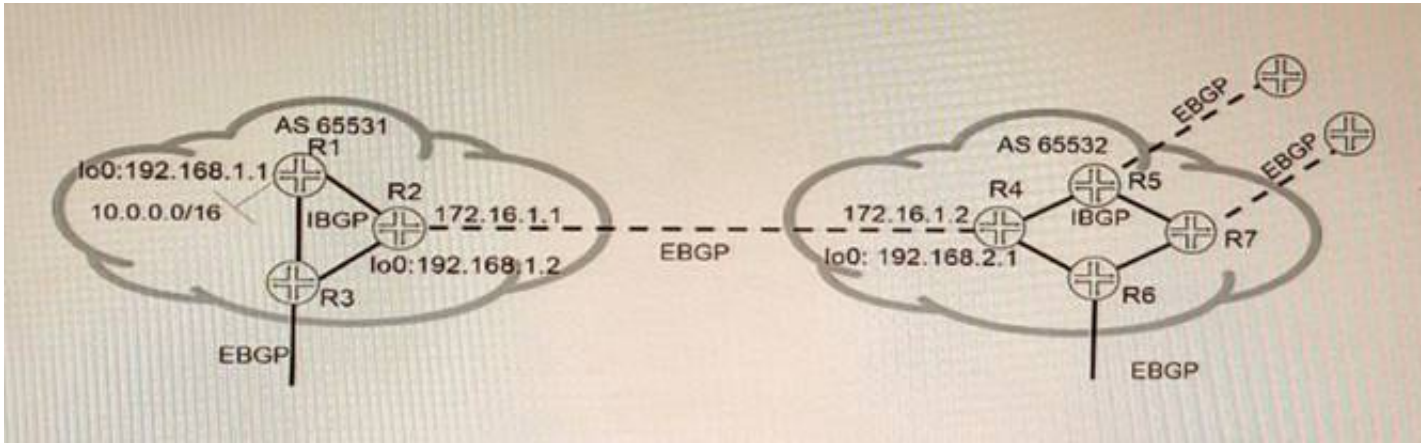 AS 65531
R1
lo0:192.168.1.1
10.0.0.0/16
IBGP
R2
172.16.1.1
lo0:192.168.1.2
R3
EBGP
EBGP
AS 65532
R4
172.16.1.2
lo0: 192.168.2.1
R5
IBGP
R7
R6
EBGP
EBGP
EBGP